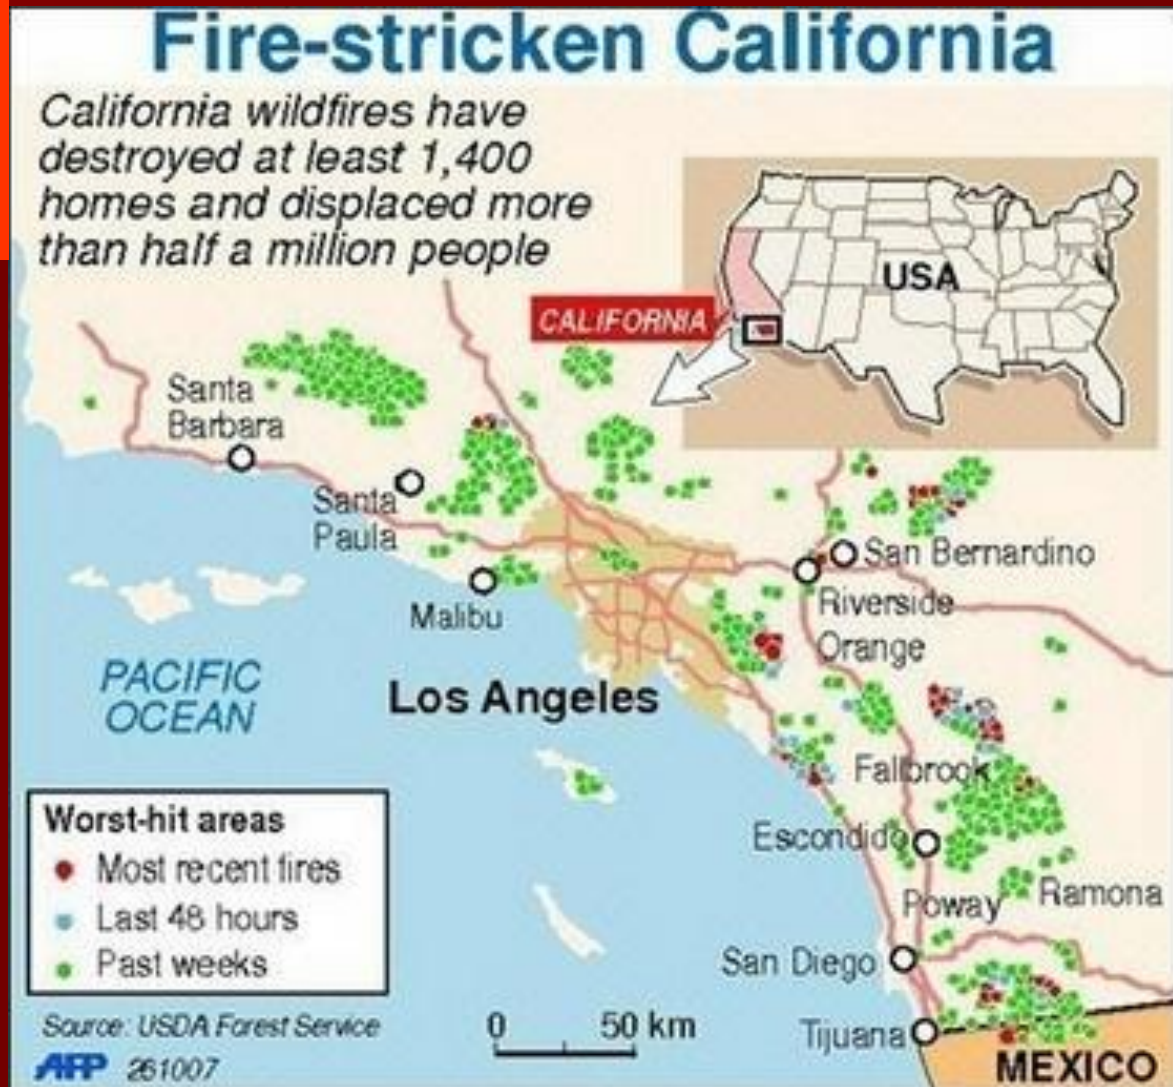 Fire-stricken California
California wildfires have
destroyed at least 1,400
homes and displaced more
than half a million people
USA
CALIFORNIA
Santa
Barbara
Santa
Paula
San Bernardino
Malibu
Riverside
Orange
PACIFIC
OCEAN
Los Angeles
Fallbrook
Worst-hit areas
Most recent fires
Last 48 hours
Past weeks
Escondido
Poway
Ramona
San Diego
Source: USDA Forest Service
0 50 km
Tijuana
AFP 261007
MEXICO